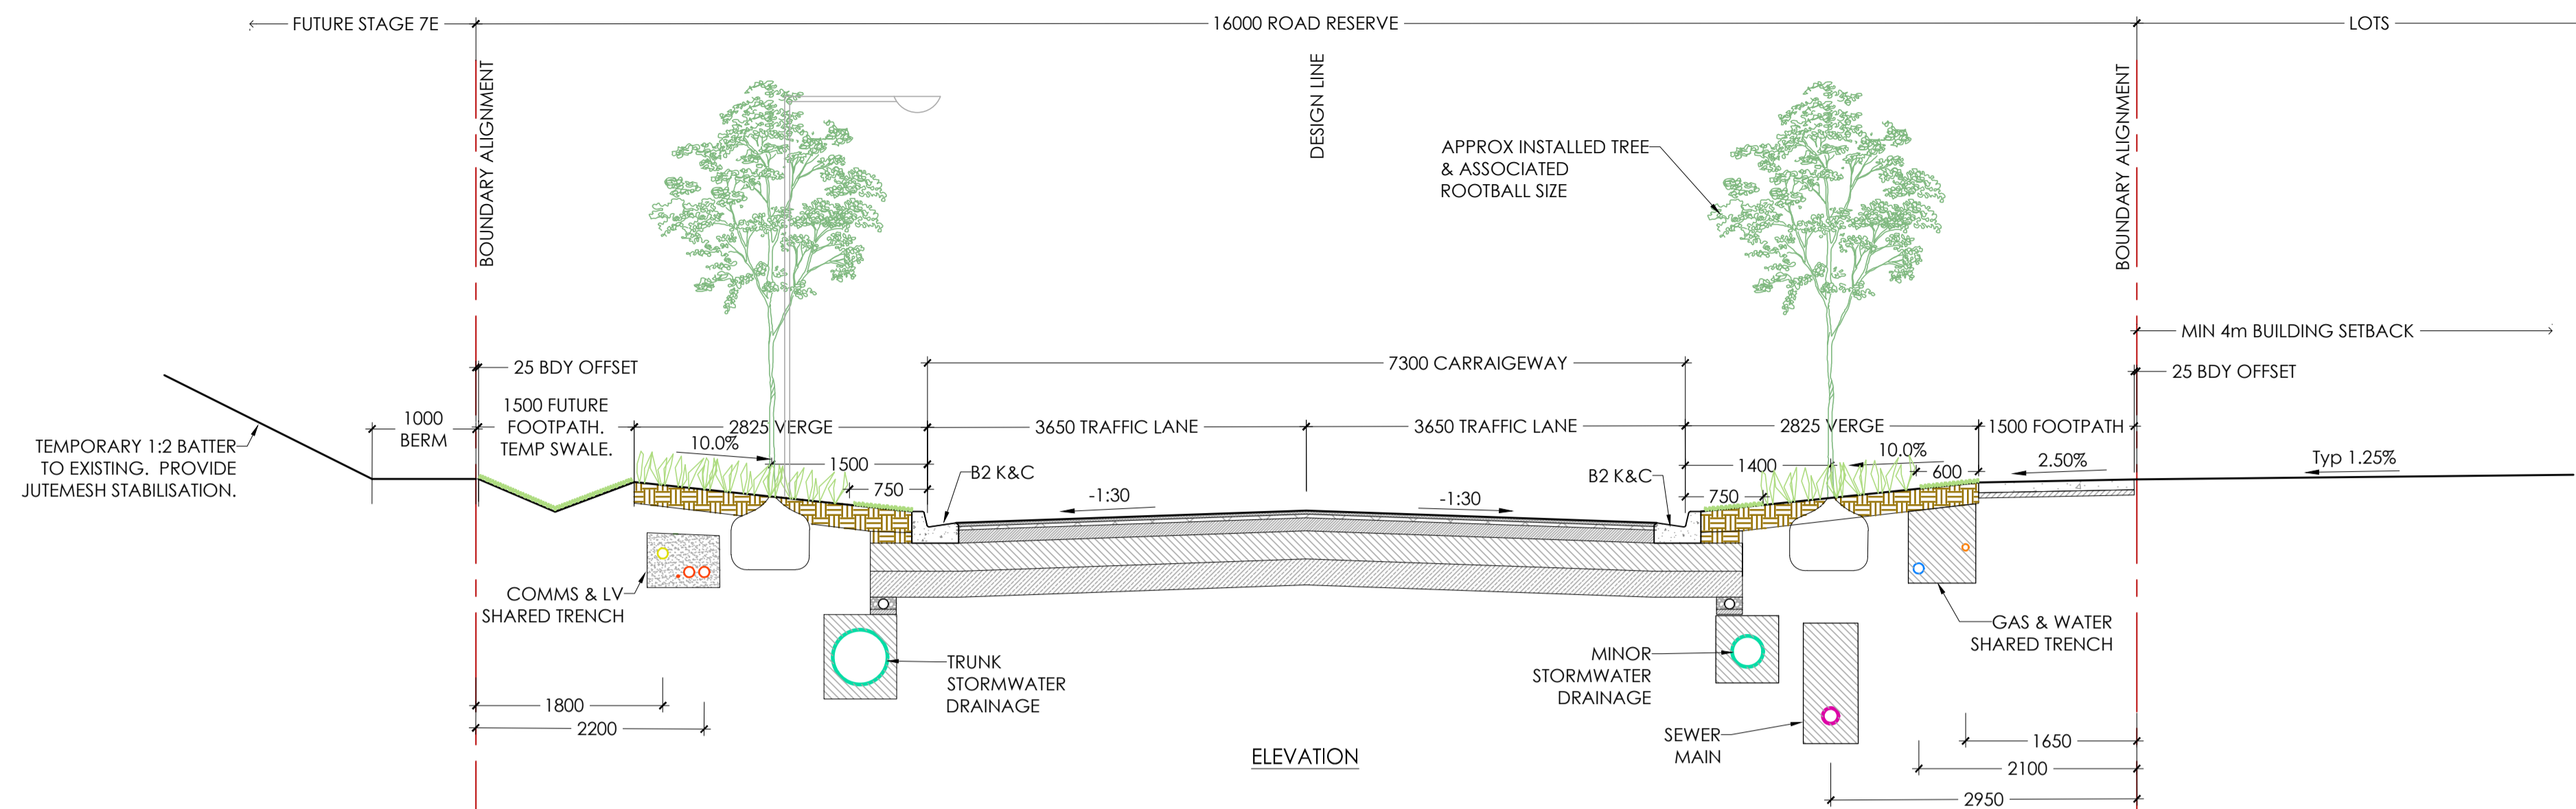 FUTURE STAGE 7E
16000 ROAD RESERVE
LOTS
BOUNDARY ALIGNMENT
DESIGN LINE
BOUNDARY ALIGNMENT
APPROX INSTALLED TREE
& ASSOCIATED
ROOTBALL SIZE
MIN 4m BUILDING SETBACK
25 BDY OFFSET
7300 CARRAIGEWAY
25 BDY OFFSET
TEMPORARY 1:2 BATTER
TO EXISTING. PROVIDE
JUTEMESH STABILISATION.
1000
BERM
1500 FUTURE
FOOTPATH.
TEMP SWALE.
2825 VERGE
3650 TRAFFIC LANE
3650 TRAFFIC LANE
2825 VERGE
1500 FOOTPATH
10.0%
1500
750
B2 K&C
-1:30
-1:30
B2 K&C
1400
10.0%
750
600
2.50%
Typ 1.25%
COMMS & LV
SHARED TRENCH
TRUNK
STORMWATER
DRAINAGE
MINOR
STORMWATER
DRAINAGE
GAS & WATER
SHARED TRENCH
SEWER
MAIN
1800
2200
1650
2100
2950
ELEVATION